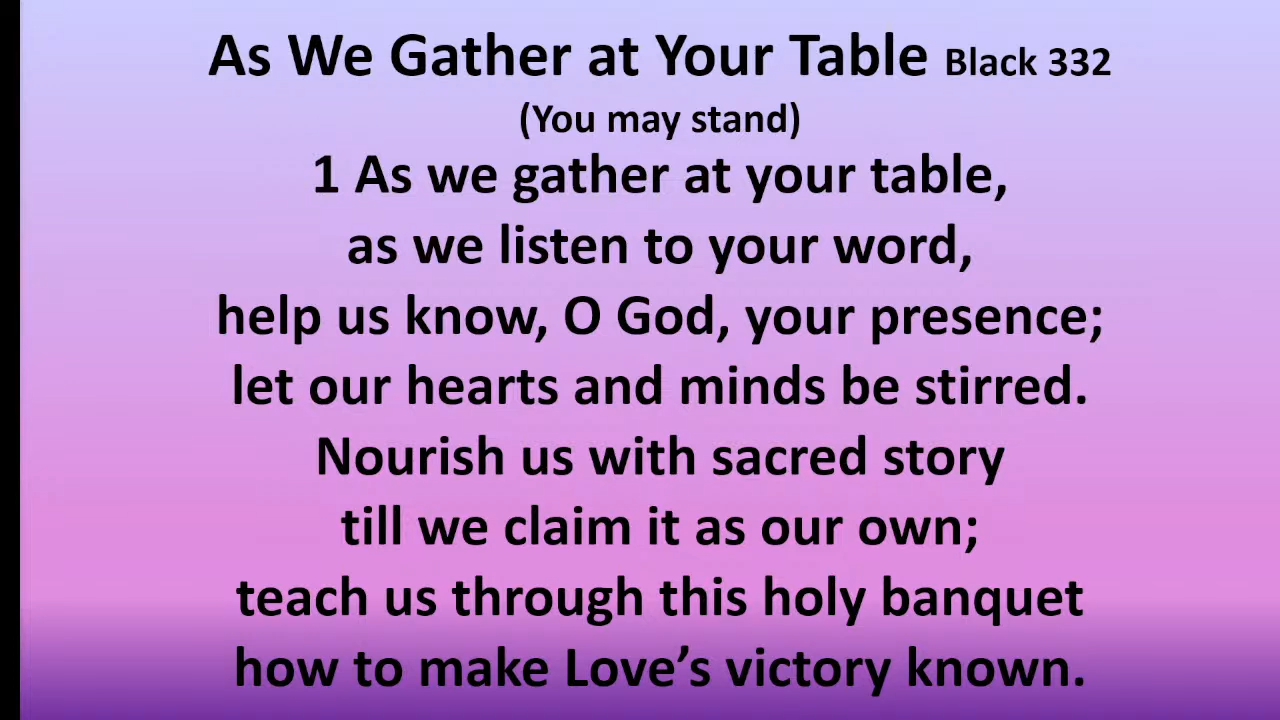 As We Gather at Your Table Black 332
(You may stand)
1 As we gather at your table,
as we listen to your word,
help us know, O God, your presence;
let our hearts and minds be stirred.
Nourish us with sacred story
till we claim it as our own;
teach us through this holy banquet
how to make Love’s victory known.